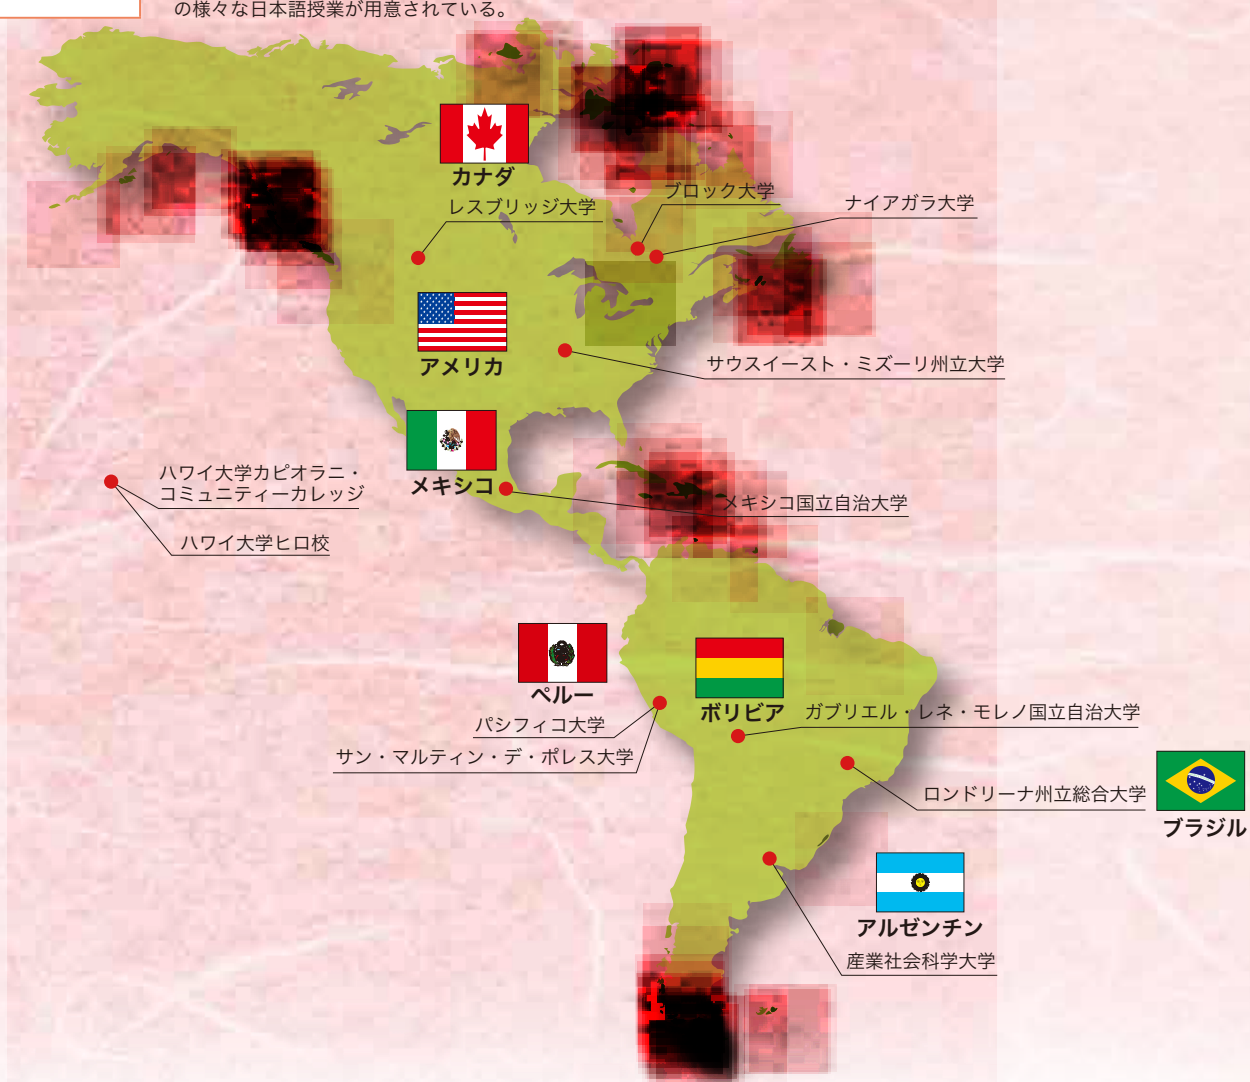 の様々な日本語授業が用意されている。
カナダ
ブロック大学
ナイアガラ大学
レスブリッジ大学
アメリカ
サウスイースト・ミズーリ州立大学
ハワイ大学カピオラニ・
コミュニティーカレッジ
ハワイ大学ヒロ校
メキシコ
メキシコ国立自治大学
ペルー
パシフィコ大学
サン・マルティン・デ・ポレス大学
ボリビア
ガブリエル・レネ・モレノ国立自治大学
ロンドリーナ州立総合大学
ブラジル
アルゼンチン
産業社会科学大学